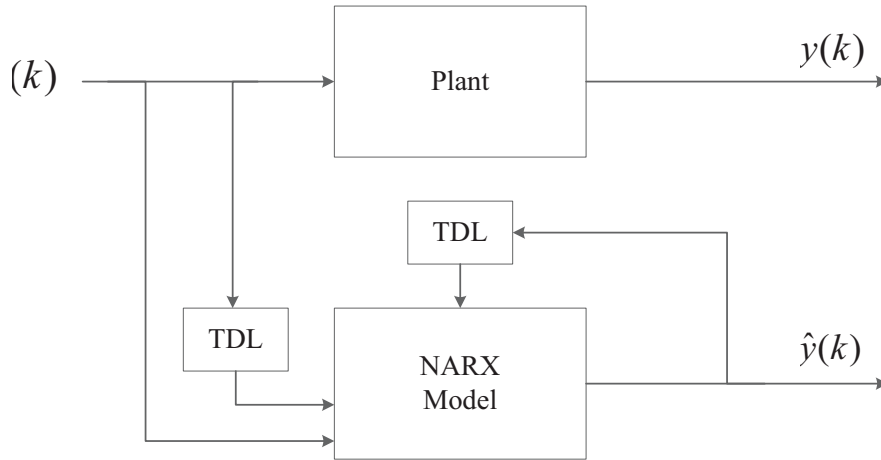 (k)
Plant
y(k)
TDL
TDL
NARX
Model
ŷ(k)